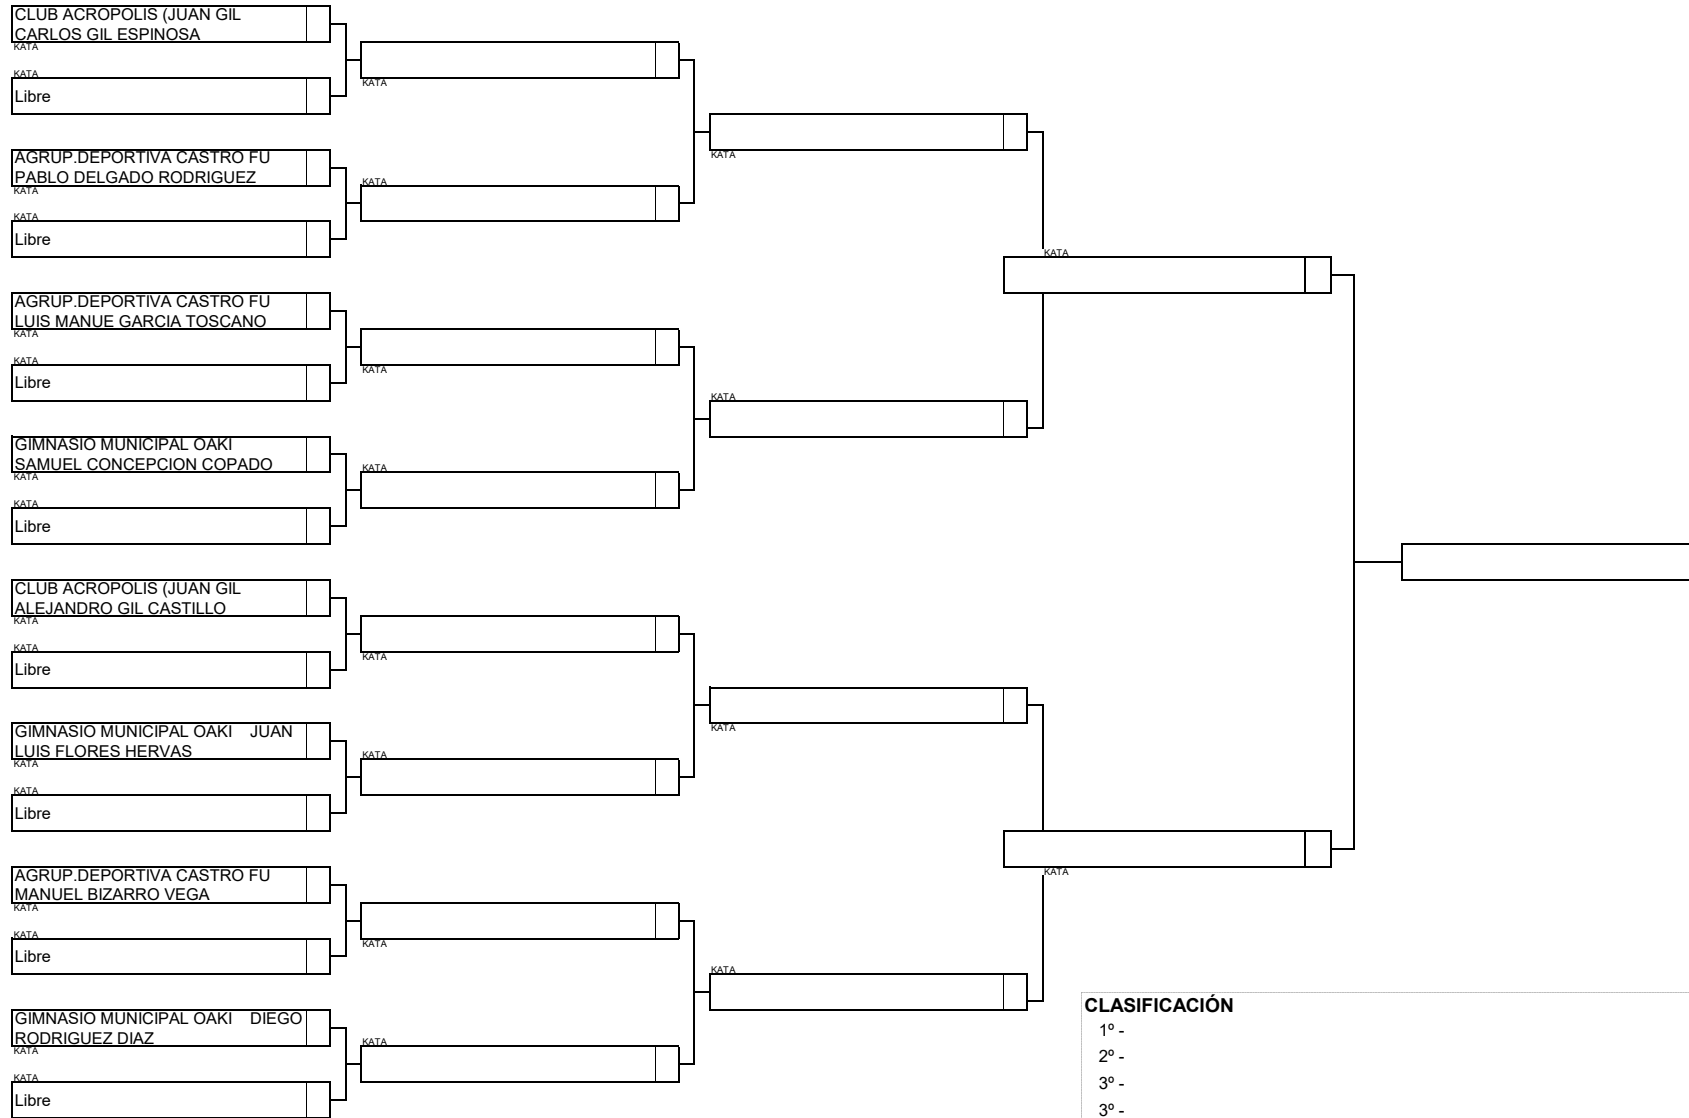 CLUB ACROPOLIS (JUAN GIL
CARLOS GIL ESPINOSA
KATA
KATA
Libre
KATA
KATA
AGRUP.DEPORTIVA CASTRO FU
PABLO DELGADO RODRIGUEZ
KATA
KATA
KATA
Libre
KATA
AGRUP.DEPORTIVA CASTRO FU
LUIS MANUE GARCIA TOSCANO
KATA
KATA
Libre
KATA
KATA
GIMNASIO MUNICIPAL OAKI
SAMUEL CONCEPCION COPADO
KATA
KATA
KATA
Libre
CLUB ACROPOLIS (JUAN GIL
ALEJANDRO GIL CASTILLO
KATA
KATA
Libre
KATA
KATA
GIMNASIO MUNICIPAL OAKI JUAN
LUIS FLORES HERVAS
KATA
KATA
KATA
Libre
KATA
AGRUP.DEPORTIVA CASTRO FU
MANUEL BIZARRO VEGA
KATA
KATA
Libre
KATA
KATA
GIMNASIO MUNICIPAL OAKI DIEGO
RODRIGUEZ DIAZ
KATA
KATA
KATA
Libre
CLASIFICACIÓN
1º -
2º -
3º -
3º -